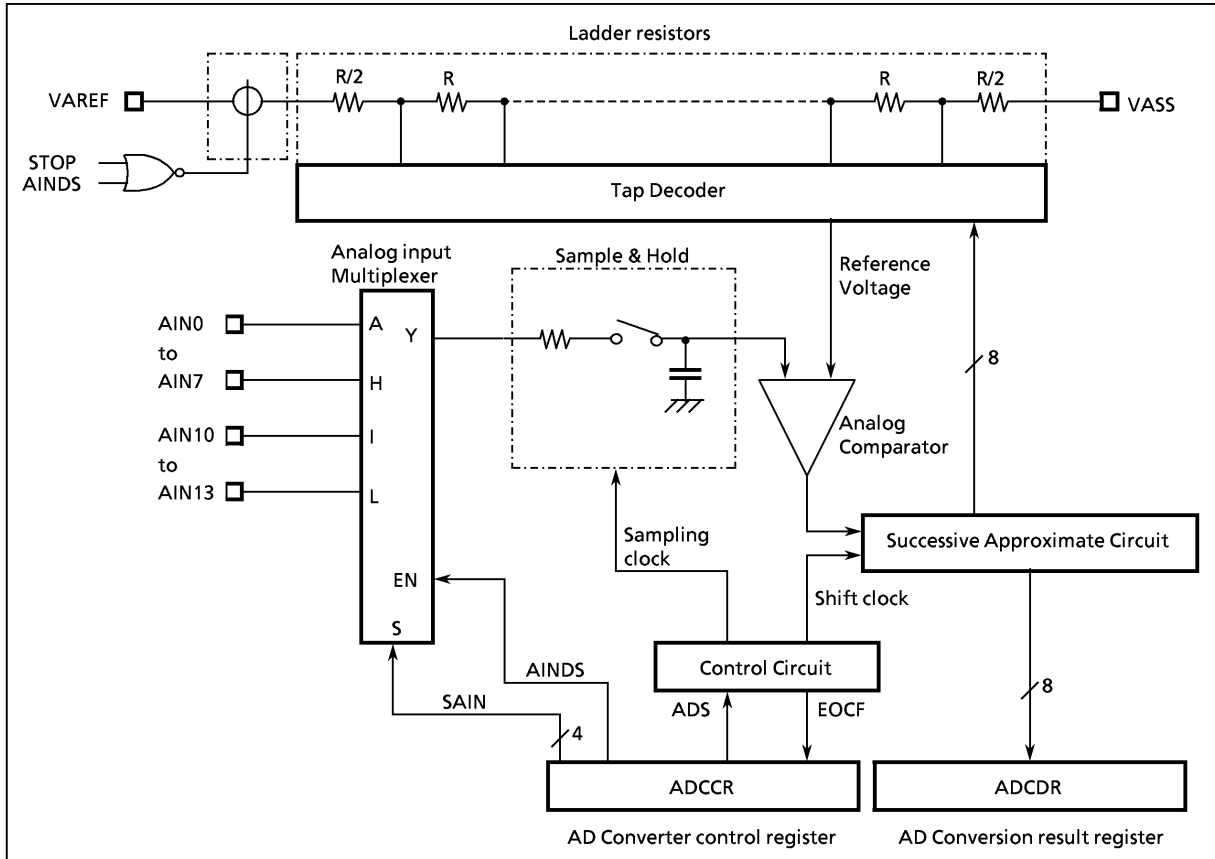 Ladder resistors
R/2
R
R
R/2
VAREF
VASS
STOP
AINDS
Tap Decoder
Analog input
Multiplexer
Sample & Hold
Reference
Voltage
AIN0
to
AIN7
AIN10
to
AIN13
A
Y
H
I
L
EN
S
8
Analog
Comparator
Sampling
clock
Successive Approximate Circuit
Shift clock
Control Circuit
AINDS
SAIN
4
ADS
EOCF
8
ADCCR
ADCDR
AD Converter control register
AD Conversion result register